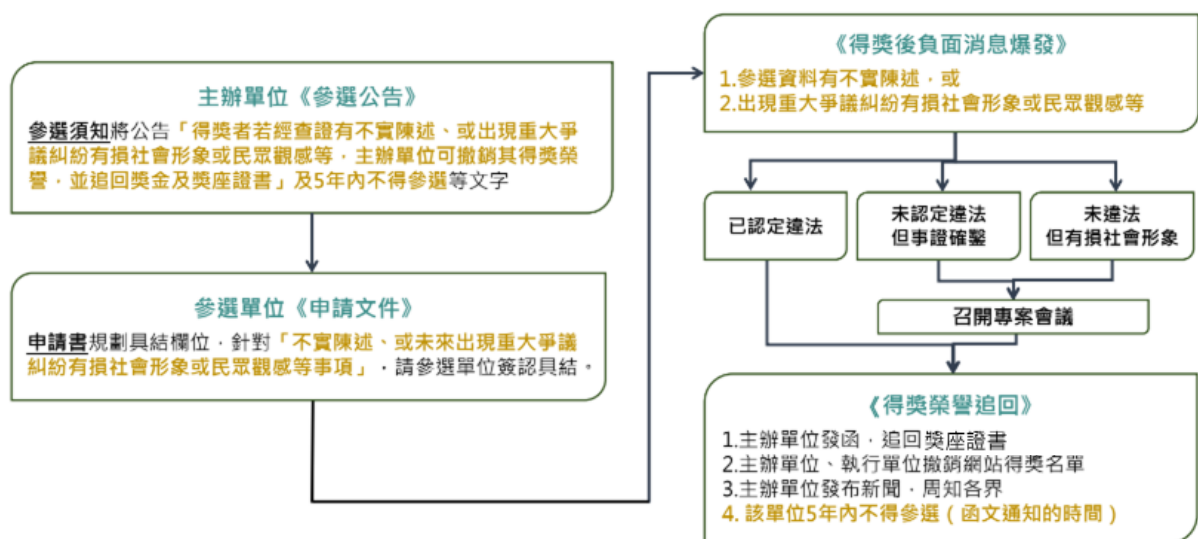 主辦單位《參選公告》
參選須知將公告「得獎者若經查證有不實陳述、或出現重大爭
議糾紛有損社會形象或民眾觀感等，主辦單位可撤銷其得獎榮
譽，並追回獎金及獎座證書」及5年內不得參選等文字
參選單位《申請文件》
申請書規劃具結欄位，針對「不實陳述、或未來出現重大爭議
糾紛有損社會形象或民眾觀感等事項」，請參選單位簽認具結。
《得獎後負面消息爆發》
1.參選資料有不實陳述，或
2.出現重大爭議糾紛有損社會形象或民眾觀感等
已認定違法
未認定違法
但事證確鑿
未違法
但有損社會形象
召開專案會議
《得獎榮譽追回》
1.主辦單位發函，追回獎座證書
2.主辦單位、執行單位撤銷網站得獎名單
3.主辦單位發布新聞，周知各界
4. 該單位5年內不得參選（函文通知的時間）